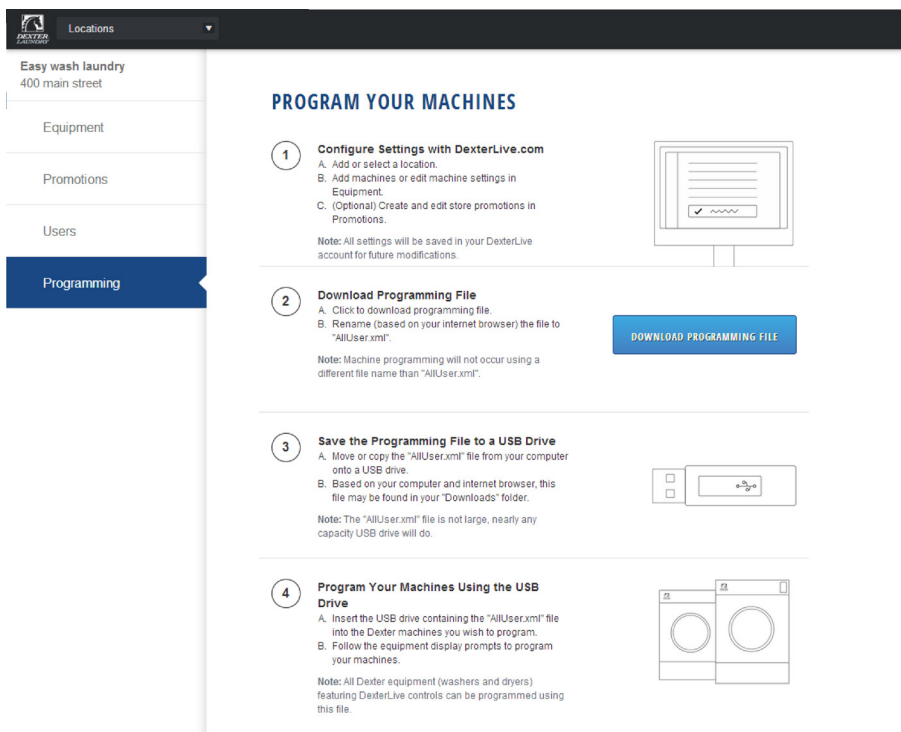 DEXTER
LAUNDRY
Locations
Easy wash laundry
400 main street
Equipment
Promotions
Users
Programming
PROGRAM YOUR MACHINES
1
Configure Settings with DexterLive.com
A. Add or select a location.
B. Add machines or edit machine settings in
Equipment.
C. (Optional) Create and edit store promotions in
Promotions.
Note: All settings will be saved in your DexterLive
account for future modifications.
2
Download Programming File
A. Click to download programming file.
B. Rename (based on your internet browser) the file to
"AllUser.xml".
Note: Machine programming will not occur using a
different file name than "AllUser.xml".
DOWNLOAD PROGRAMMING FILE
3
Save the Programming File to a USB Drive
A. Move or copy the "AllUser.xml" file from your computer
onto a USB drive.
B. Based on your computer and internet browser, this
file may be found in your "Downloads" folder.
Note: The "AllUser.xml" file is not large, nearly any
capacity USB drive will do.
4
Program Your Machines Using the USB
Drive
A. Insert the USB drive containing the "AllUser.xml" file
into the Dexter machines you wish to program.
B. Follow the equipment display prompts to program
your machines.
Note: All Dexter equipment (washers and dryers)
featuring DexterLive controls can be programmed using
this file.